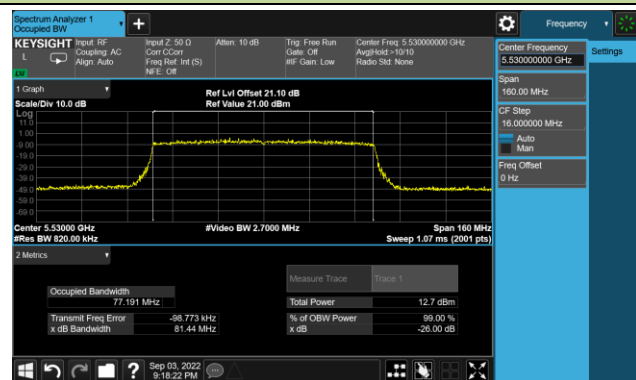 Spectrum Analyzer 1
Occupied BW
+
Frequency
KEYSIGHT
L
Input: RF
Coupling: AC
Align: Auto
Input Z: 50 Ω
Corr CCorr
Freq Ref: Int (S)
NFE: Off
Atten: 10 dB
Trig: Free Run
Gate: Off
#IF Gain: Low
Center Freq: 5.530000000 GHz
Avg|Hold:>10/10
Radio Std: None
Center Frequency
5.530000000 GHz
Settings
Span
160.00 MHz
CF Step
16.000000 MHz
Auto
Man
Freq Offset
0 Hz
1 Graph
Scale/Div 10.0 dB
Ref Lvl Offset 21.10 dB
Ref Value 21.00 dBm
Log
11.0
1.00
-9.00
-19.0
-29.0
-39.0
-49.0
-59.0
-69.0
Center 5.53000 GHz
#Res BW 820.00 kHz
#Video BW 2.7000 MHz
Span 160 MHz
Sweep 1.07 ms (2001 pts)
2 Metrics
Measure Trace
Trace 1
Occupied Bandwidth
77.191 MHz
Total Power
12.7 dBm
Transmit Freq Error
-98.773 kHz
% of OBW Power
99.00 %
x dB Bandwidth
81.44 MHz
x dB
-26.00 dB
?
Sep 03, 2022
9:18:22 PM